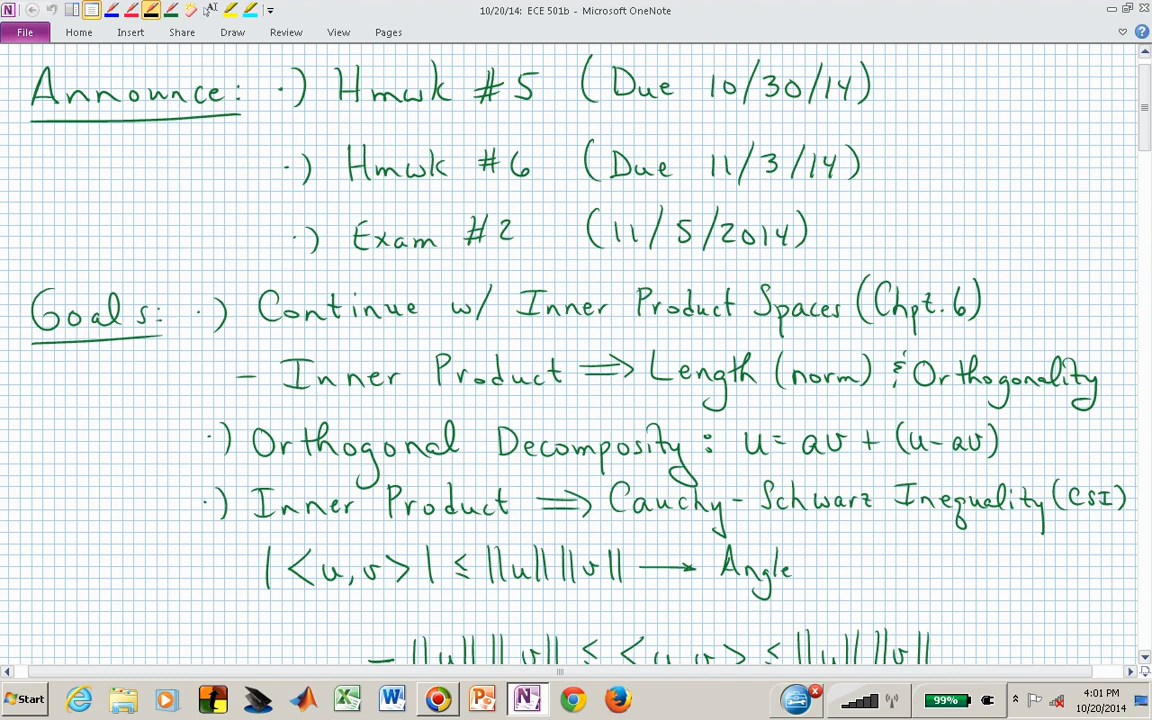 10/20/14: ECE 501b - Microsoft OneNote
File Home Insert Share Draw Review View Pages
Announce: ·) Hmwk #5 (Due 10/30/14)
·) Hmwk #6 (Due 11/3/14)
·) Exam #2 (11/5/2014)
Goals: ·) Continue w/ Inner Product Spaces (Chpt. 6)
- Inner Product ⟹ Length (norm) & Orthogonality
·) Orthogonal Decomposity: u = av + (u - av)
·) Inner Product ⟹ Cauchy-Schwarz Inequality (CSI)
|<u, v>| ≤ ||u|| ||v|| → Angle
- ||u|| ||v|| ≤ <u, v> ≤ ||u|| ||v||
Start
99%
4:01 PM
10/20/2014